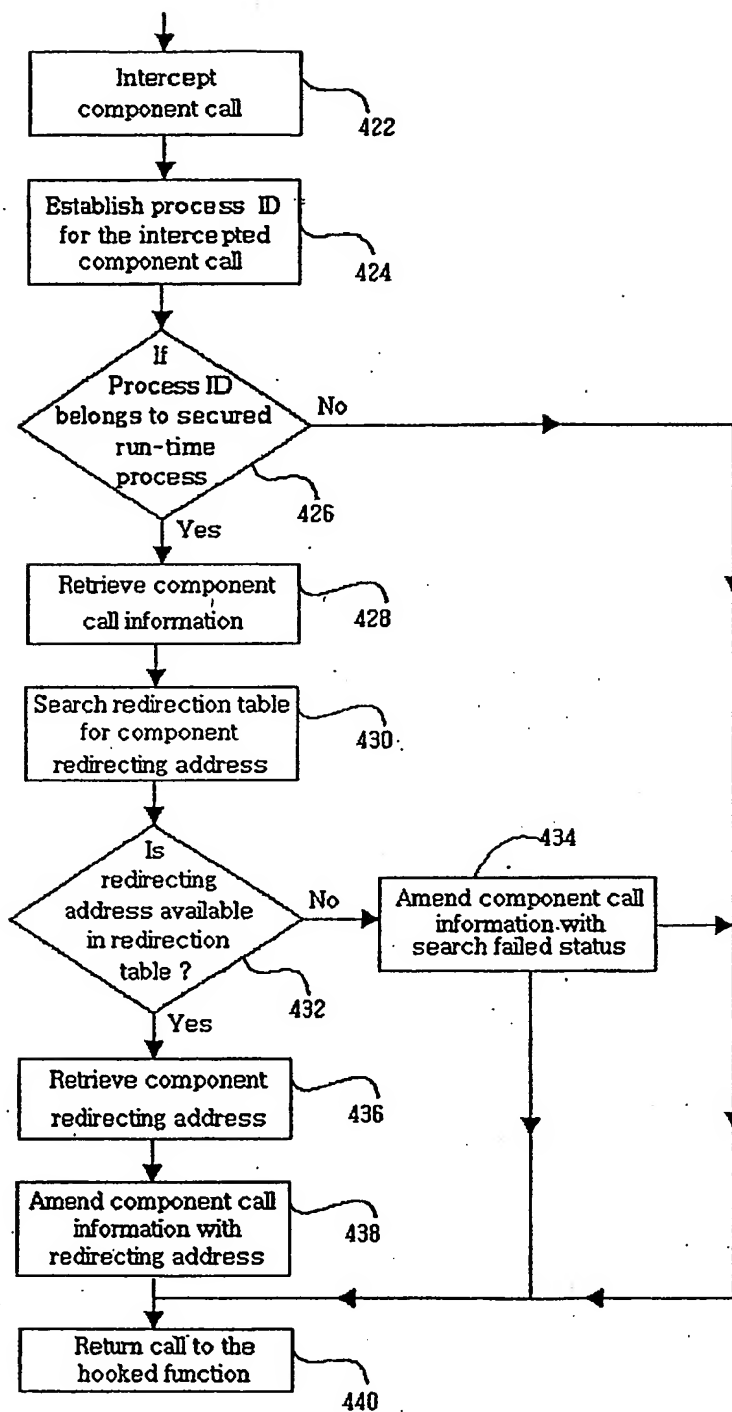 Intercept
component call
422
Establish process ID
for the intercepted
component call
424
If
Process ID
belongs to secured
run-time
process
No
426
Yes
Retrieve component
call information
428
Search redirection table
for component
redirecting address
430
Is
redirecting
address available
in redirection
table ?
No
432
434
Amend component call
information with
search failed status
Yes
Retrieve component
redirecting address
436
Amend component call
information with
redirecting address
438
Return call to the
hooked function
440